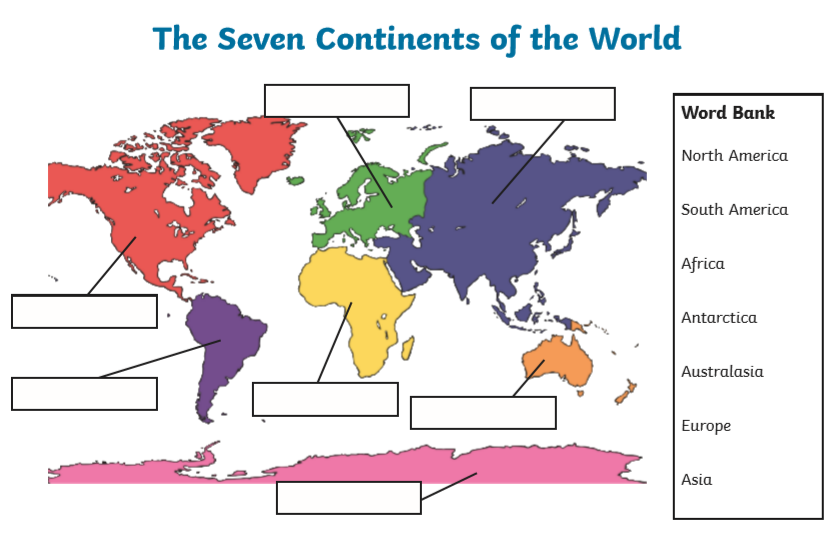 The Seven Continents of the World
Word Bank
North America
South America
Africa
Antarctica
Australasia
Europe
Asia